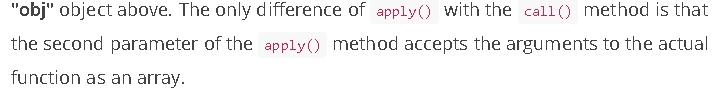 "obj" object above. The only difference of apply() with the call() method is that
the second parameter of the apply() method accepts the arguments to the actual
function as an array.